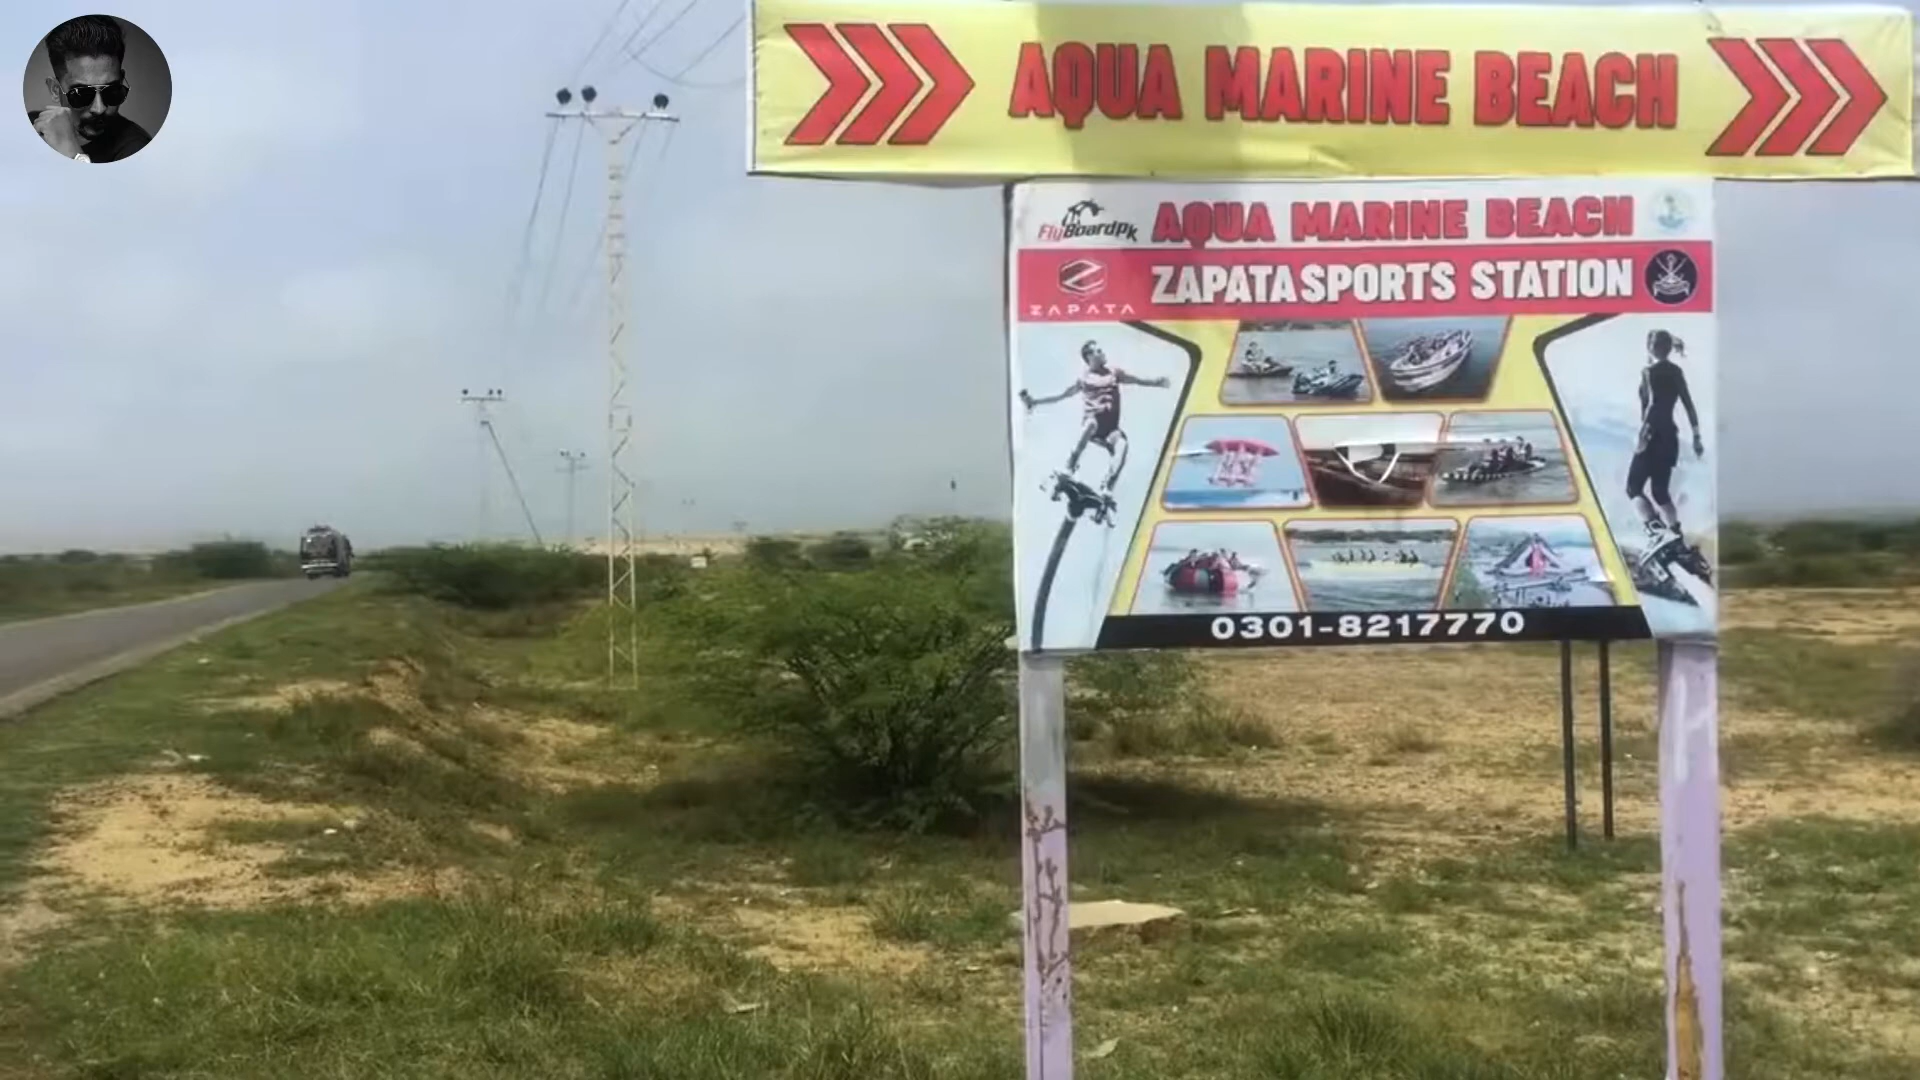 AQUA MARINE BEACH
FlyBoardpk AQUA MARINE BEACH
ZAPATA ZAPATA SPORTS STATION
0301-8217770